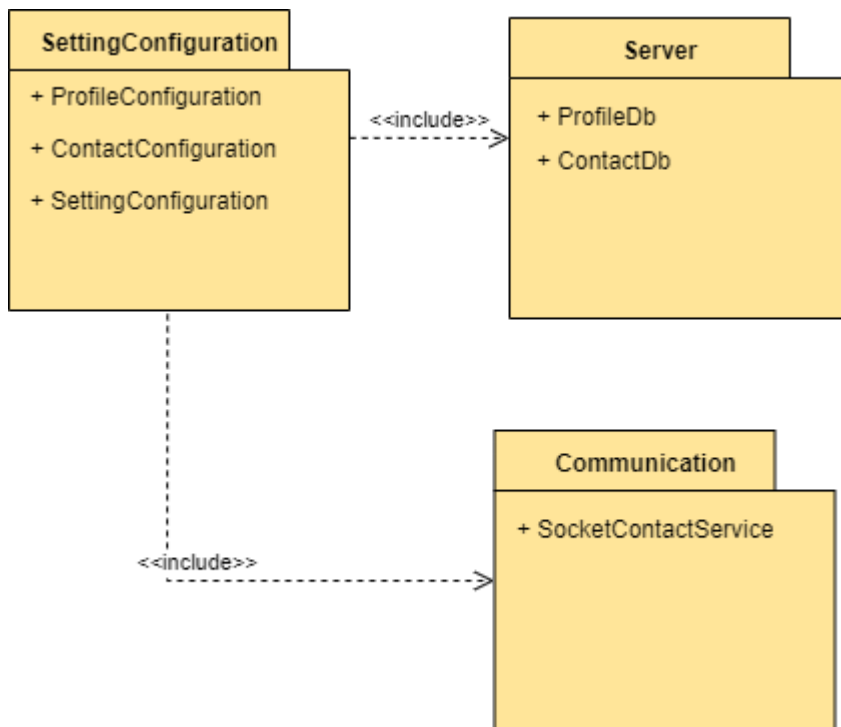 SettingConfiguration
+ ProfileConfiguration
+ ContactConfiguration
+ SettingConfiguration
<<include>>
Server
+ ProfileDb
+ ContactDb
<<include>>
Communication
+ SocketContactService